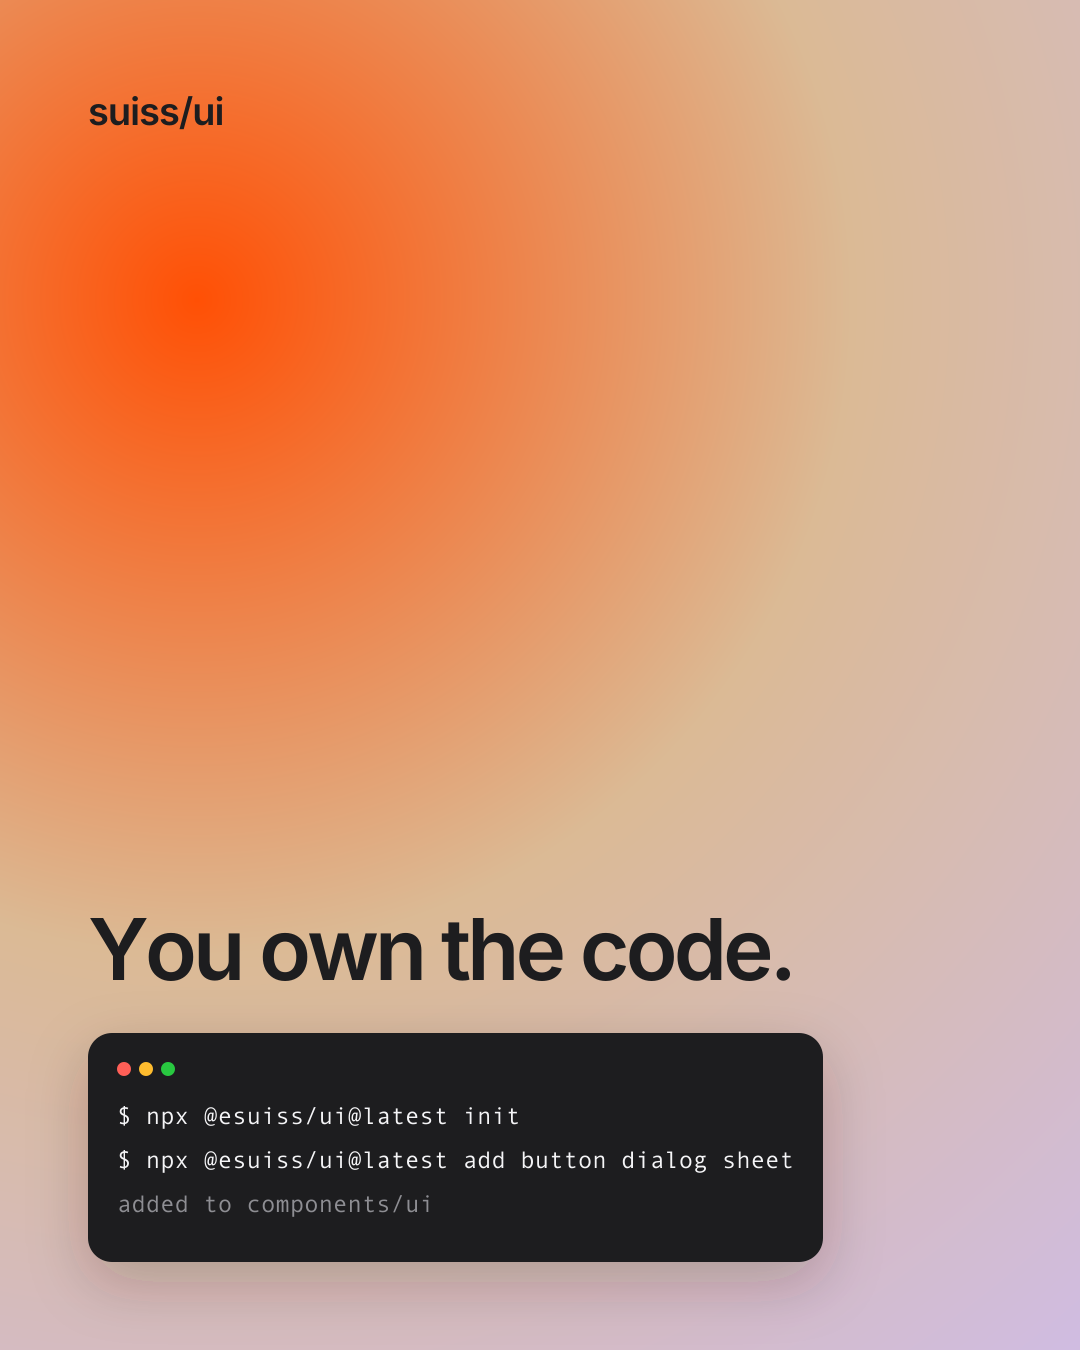 suiss/ui
You own the code.
$ npx @esuiss/ui@latest init
$ npx @esuiss/ui@latest add button dialog sheet
added to components/ui